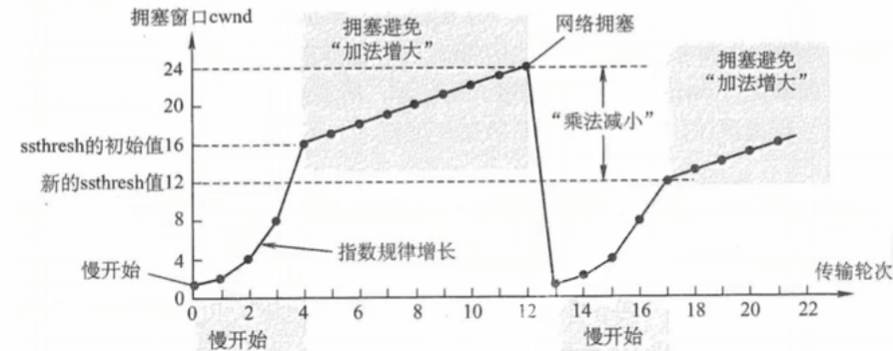 拥塞窗口cwnd
拥塞避免
“加法增大”
网络拥塞
拥塞避免
“加法增大”
24
20
“乘法减小”
ssthresh的初始值16
新的ssthresh值12
8
指数规律增长
慢开始
4
0
传输轮次
0 2 4 6 8 10 12 14 16 18 20 22
慢开始
慢开始